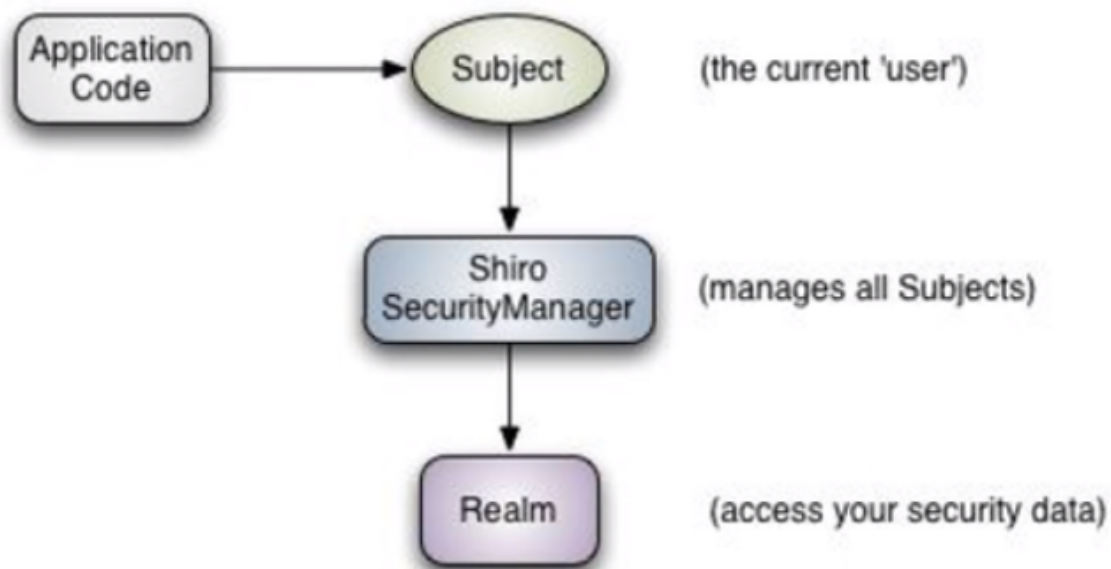 Application
Code
Subject
(the current 'user')
Shiro
SecurityManager
(manages all Subjects)
Realm
(access your security data)